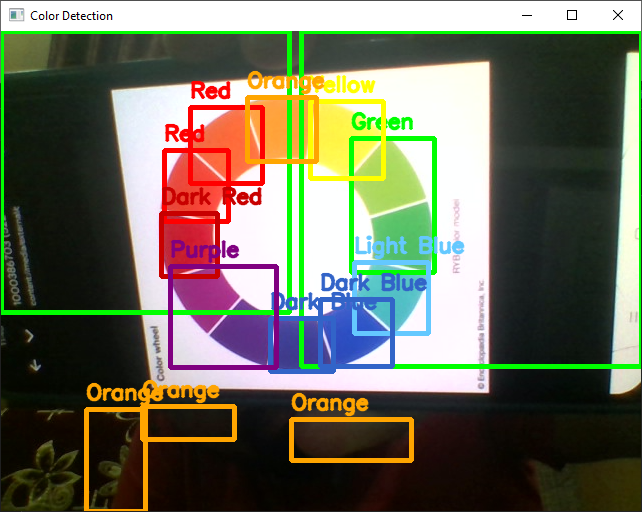 Color Detection
Orange
Yellow
Red
Green
Red
Dark Red
Purple
Light Blue
Dark Blue
Dark Blue
RYB color model
© Encyclopædia Britannica, Inc.
Color wheel
1000386703
Orange
Orange
Orange